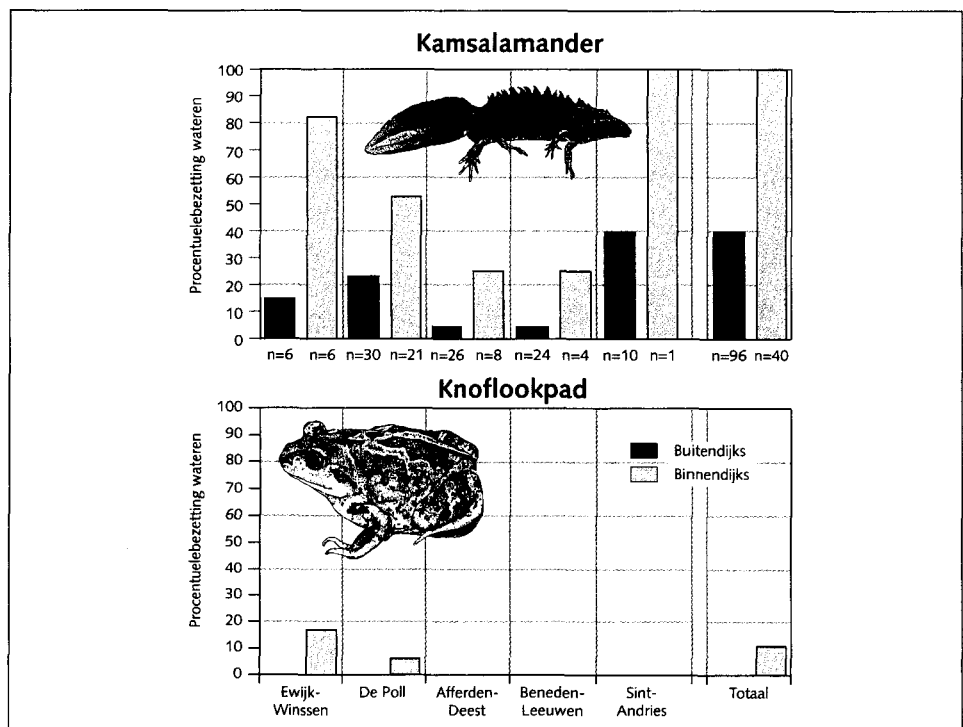 Kamsalamander
Procentuelebezetting wateren
100
90
80
70
60
50
40
30
20
10
0
n=6 n=6 n=30 n=21 n=26 n=8 n=24 n=4 n=10 n=1 n=96 n=40
Knoflookpad
Procentuelebezetting wateren
100
90
80
70
60
50
40
30
20
10
0
Buitendijks
Binnendijks
Ewijk- De Poll Afferden- Beneden- Sint- Totaal
Winssen Deest Leeuwen Andries